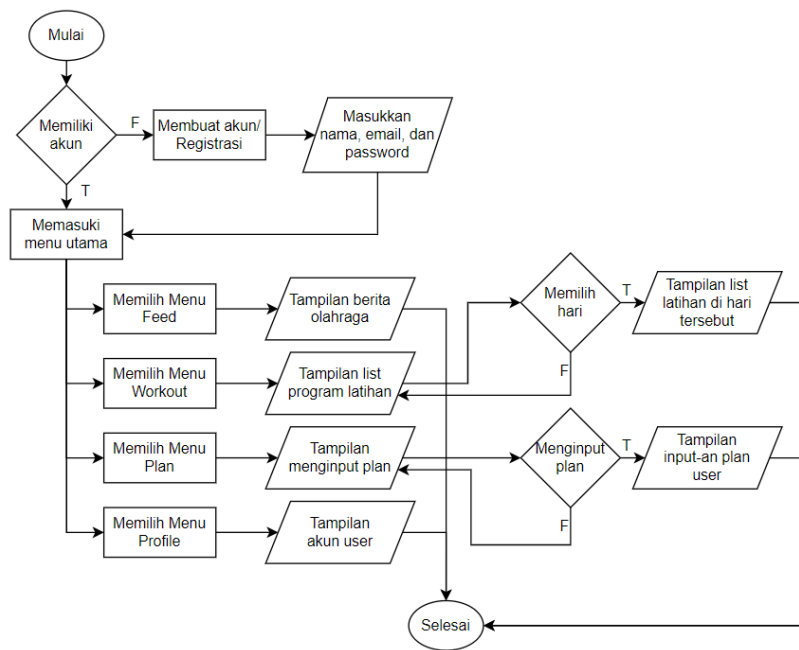 Mulai
Memiliki
akun
F
T
Membuat akun/
Registrasi
Masukkan
nama, email, dan
password
Memasuki
menu utama
Memilih Menu
Feed
Tampilan berita
olahraga
Memilih
hari
T
F
Tampilan list
latihan di hari
tersebut
Memilih Menu
Workout
Tampilan list
program latihan
Memilih Menu
Plan
Tampilan
menginput plan
Menginput
plan
T
F
Tampilan
input-an plan
user
Memilih Menu
Profile
Tampilan
akun user
Selesai